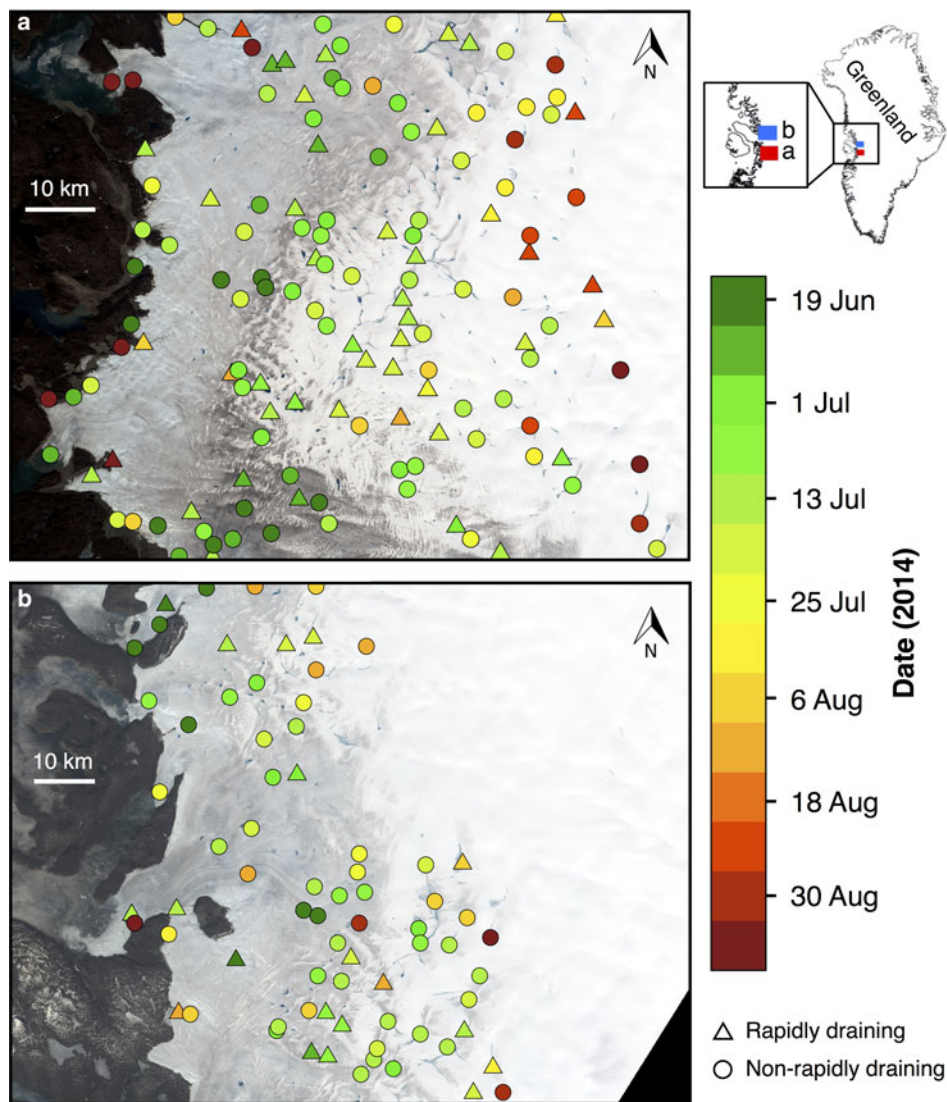 a
N
10 km
Greenland
b
a
b
N
10 km
19 Jun
1 Jul
13 Jul
25 Jul
6 Aug
18 Aug
30 Aug
Date (2014)
Rapidly draining
Non-rapidly draining